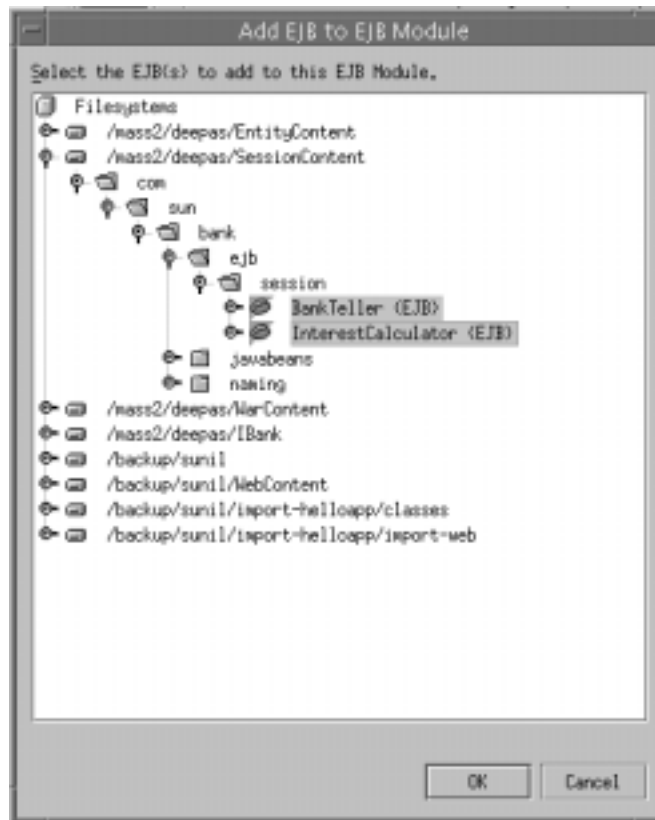 Add EJB to EJB Module
Select the EJB(s) to add to this EJB Module.
Filesystems
/mass2/deepas/EntityContent
/mass2/deepas/SessionContent
com
sun
bank
ejb
session
BankTeller (EJB)
InterestCalculator (EJB)
javabeans
naming
/mass2/deepas/WarContent
/mass2/deepas/IBank
/backup/sunil
/backup/sunil/WebContent
/backup/sunil/import-helloapp/classes
/backup/sunil/import-helloapp/import-web
OK Cancel